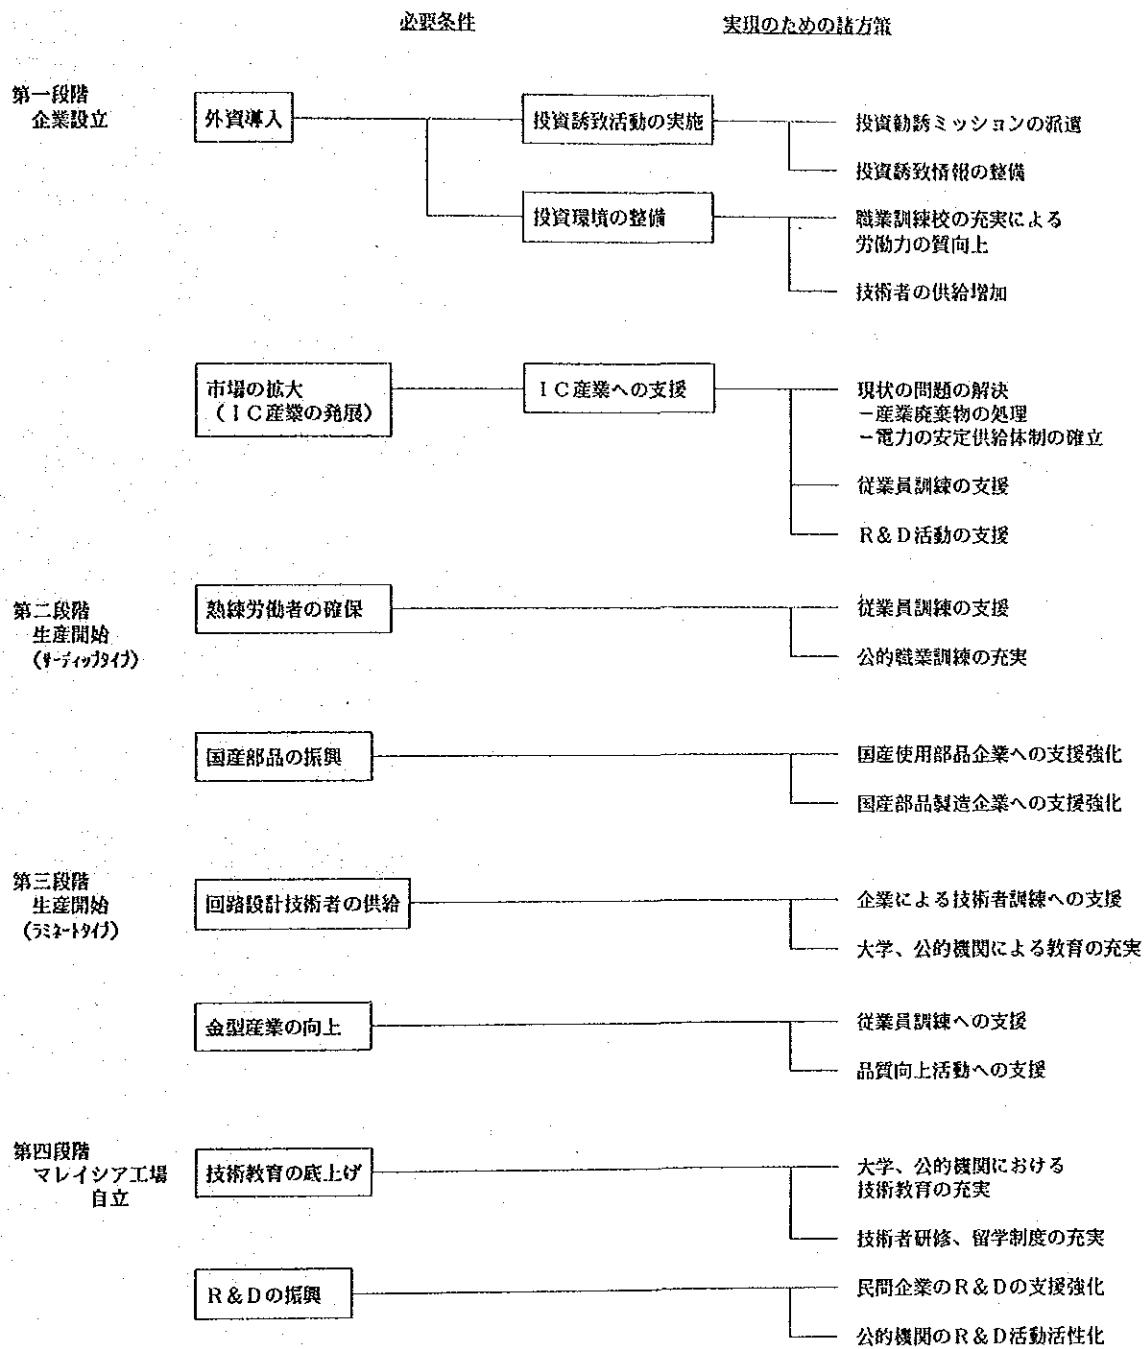 必要条件
実現のための諸方策
第一段階
企業設立
外資導入
投資誘致活動の実施
投資勧誘ミッションの派遣
投資誘致情報の整備
投資環境の整備
職業訓練校の充実による
労働力の質向上
技術者の供給増加
市場の拡大
（ＩＣ産業の発展）
ＩＣ産業への支援
現状の問題の解決
－産業廃棄物の処理
－電力の安定供給体制の確立
従業員訓練の支援
Ｒ＆Ｄ活動の支援
第二段階
生産開始
(サーディップタイプ)
熟練労働者の確保
従業員訓練の支援
公的職業訓練の充実
国産部品の振興
国産使用部品企業への支援強化
国産部品製造企業への支援強化
第三段階
生産開始
(ラミネートタイプ)
回路設計技術者の供給
企業による技術者訓練への支援
大学、公的機関による教育の充実
金型産業の向上
従業員訓練への支援
品質向上活動への支援
第四段階
マレイシア工場
自立
技術教育の底上げ
大学、公的機関における
技術教育の充実
技術者研修、留学制度の充実
Ｒ＆Ｄの振興
民間企業のＲ＆Ｄの支援強化
公的機関のＲ＆Ｄ活動活性化